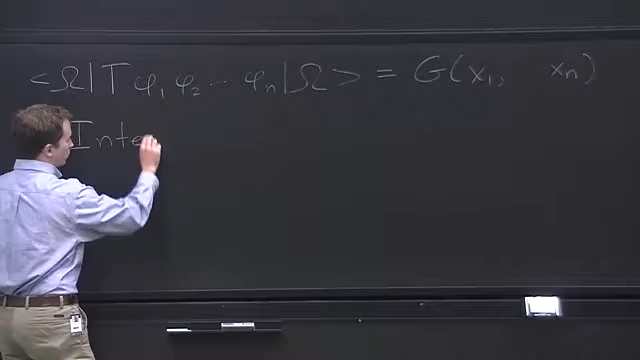 <Ω|T φ₁ φ₂ ... φₙ|Ω> = G(x₁, xₙ)
Inte